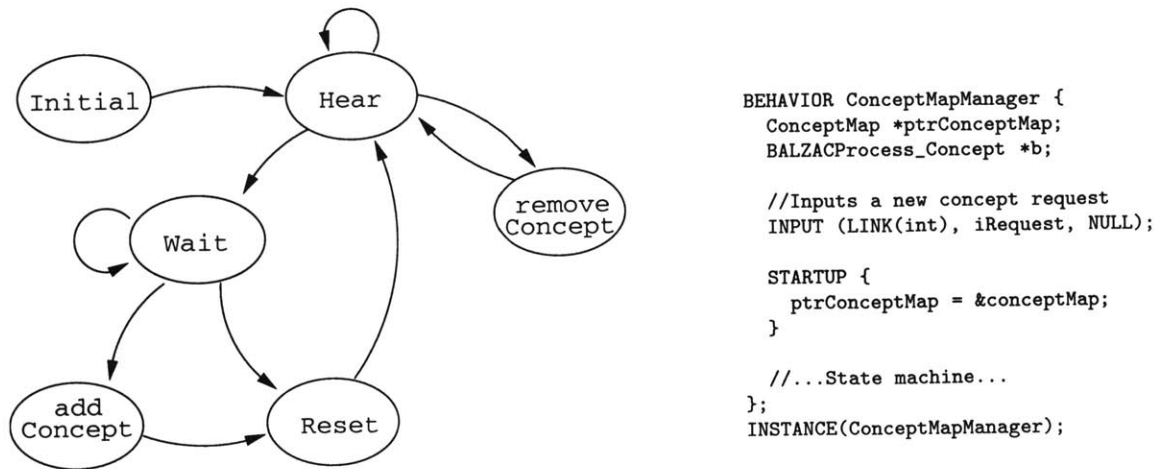 Initial
Hear
remove
Concept
Wait
add
Concept
Reset
BEHAVIOR ConceptMapManager {
ConceptMap *ptrConceptMap;
BALZACProcess_Concept *b;
//Inputs a new concept request
INPUT (LINK(int), iRequest, NULL);
STARTUP {
ptrConceptMap = &conceptMap;
}
//...State machine...
};
INSTANCE(ConceptMapManager);